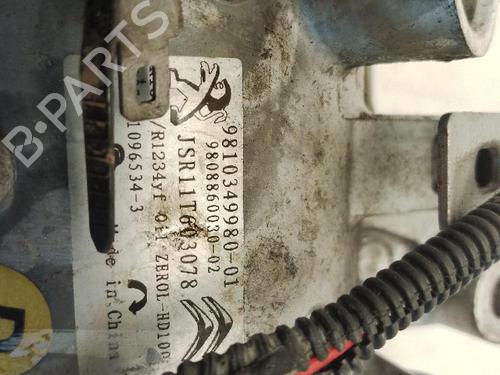 9810349980-01
9808860030-02
JSR11T603078
/R1234yf Oil ZEROL-HD100
1096534-3
Made in China
B-PARTS